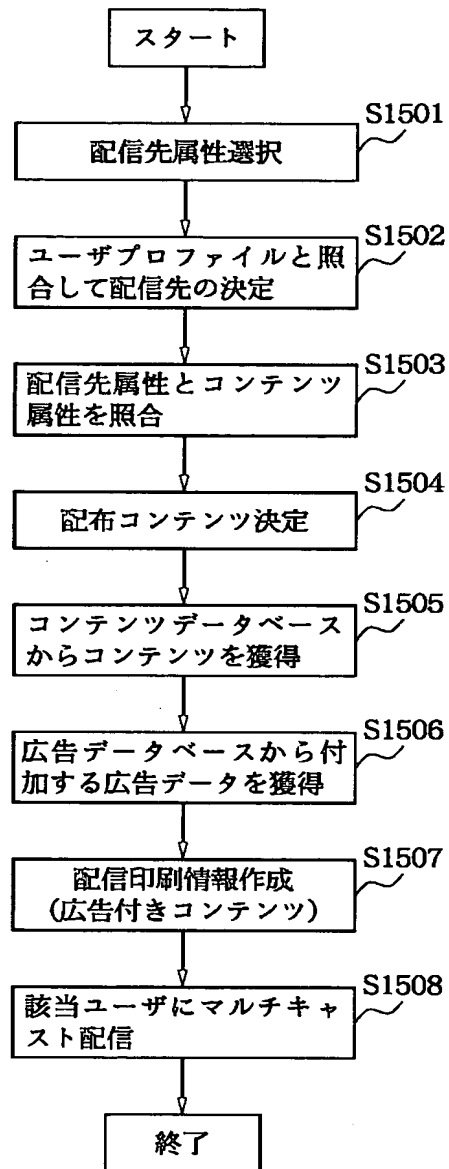 スタート
S1501
配信先属性選択
S1502
ユーザプロファイルと照
合して配信先の決定
S1503
配信先属性とコンテンツ
属性を照合
S1504
配布コンテンツ決定
S1505
コンテンツデータベース
からコンテンツを獲得
S1506
広告データベースから付
加する広告データを獲得
S1507
配信印刷情報作成
(広告付きコンテンツ)
S1508
該当ユーザにマルチキャ
スト配信
終了